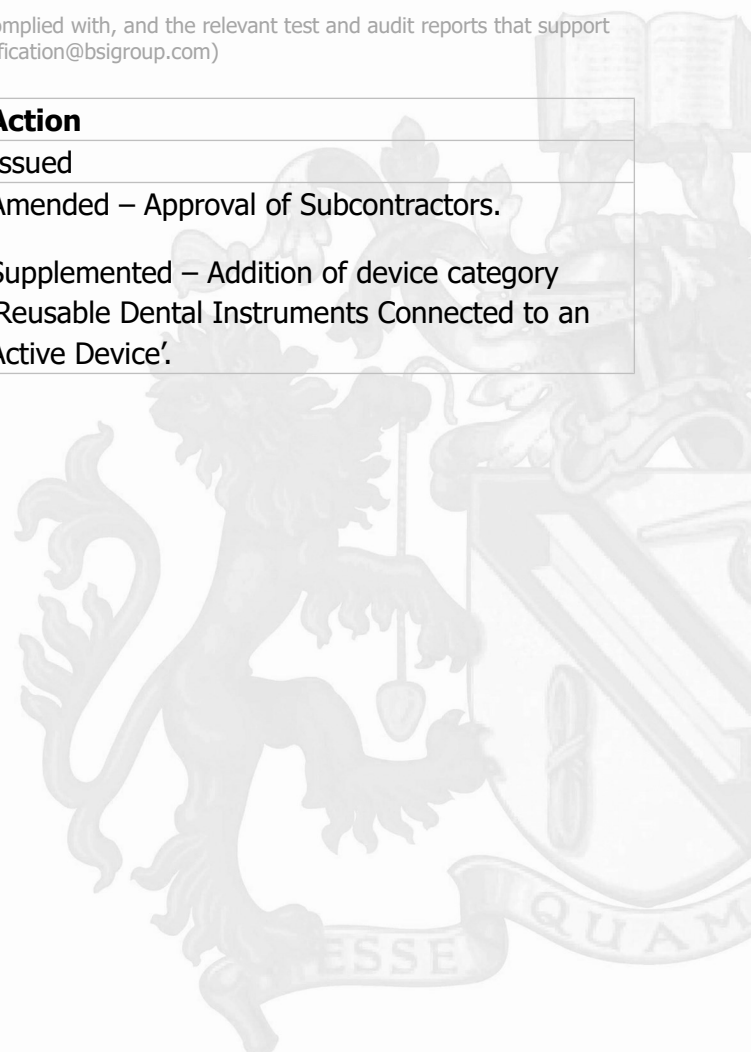 omplied with, and the relevant test and audit reports that support
fication@bsigroup.com)
Action
Issued
Amended – Approval of Subcontractors.
Supplemented – Addition of device category
Reusable Dental Instruments Connected to an
Active Device’.
ESSE
QUAM